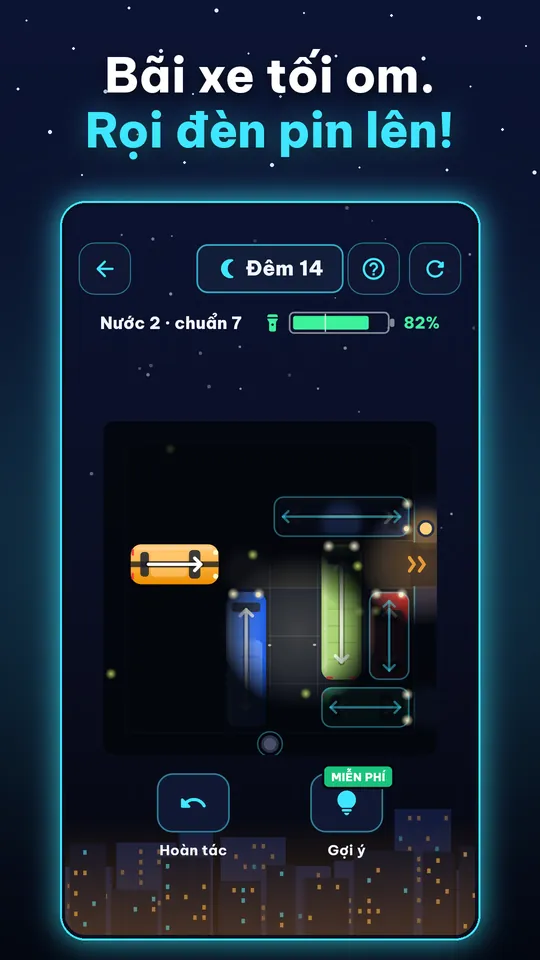 Bãi xe tối om.
Rọi đèn pin lên!
Đêm 14
Nước 2 · chuẩn 7
82%
MIỄN PHÍ
Hoàn tác
Gợi ý